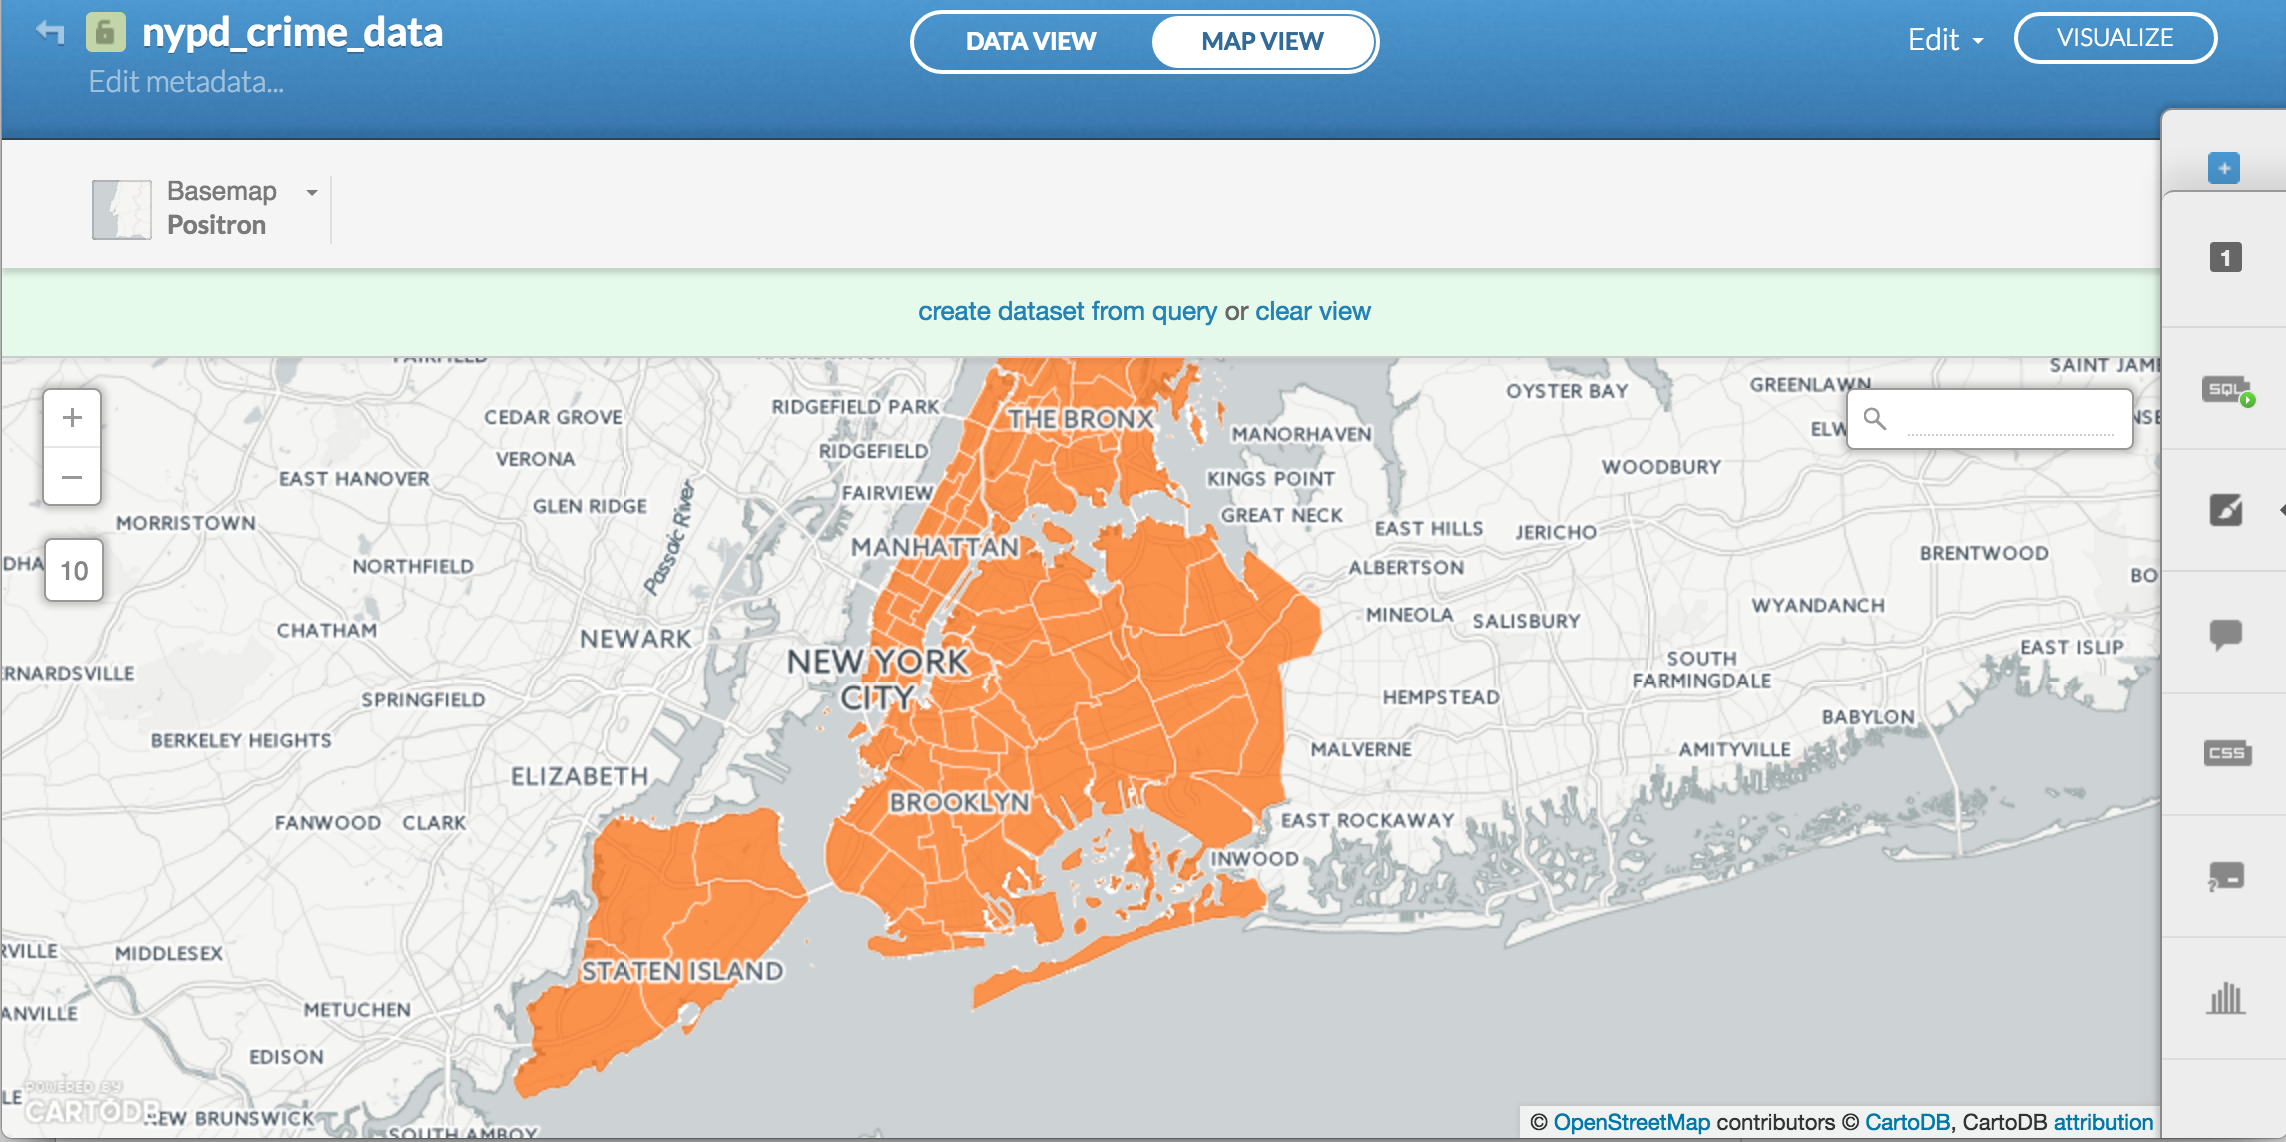 nypd_crime_data
Edit metadata...
DATA VIEW
MAP VIEW
Edit
VISUALIZE
Basemap
Positron
create dataset from query or clear view
+
1
SQL
CSS
?
+
−
10
FAIRFIELD
SAINT JAM
OYSTER BAY
GREENLAWN
CEDAR GROVE
RIDGEFIELD PARK
THE BRONX
MANORHAVEN
ELW
NSE
VERONA
RIDGEFIELD
WOODBURY
EAST HANOVER
FAIRVIEW
KINGS POINT
GLEN RIDGE
GREAT NECK
MORRISTOWN
Passaic River
EAST HILLS
JERICHO
MANHATTAN
BRENTWOOD
DHA
NORTHFIELD
ALBERTSON
BO
MINEOLA
SALISBURY
WYANDANCH
CHATHAM
NEWARK
NEW YORK
CITY
EAST ISLIP
SOUTH
FARMINGDALE
ERNARDSVILLE
SPRINGFIELD
HEMPSTEAD
BABYLON
BERKELEY HEIGHTS
MALVERNE
AMITYVILLE
ELIZABETH
BROOKLYN
FANWOOD
CLARK
EAST ROCKAWAY
INWOOD
RVILLE
MIDDLESEX
STATEN ISLAND
ANVILLE
METUCHEN
EDISON
LE
POWERED BY
CARTODB
NEW BRUNSWICK
SOUTH AMBOY
© OpenStreetMap contributors © CartoDB, CartoDB attribution